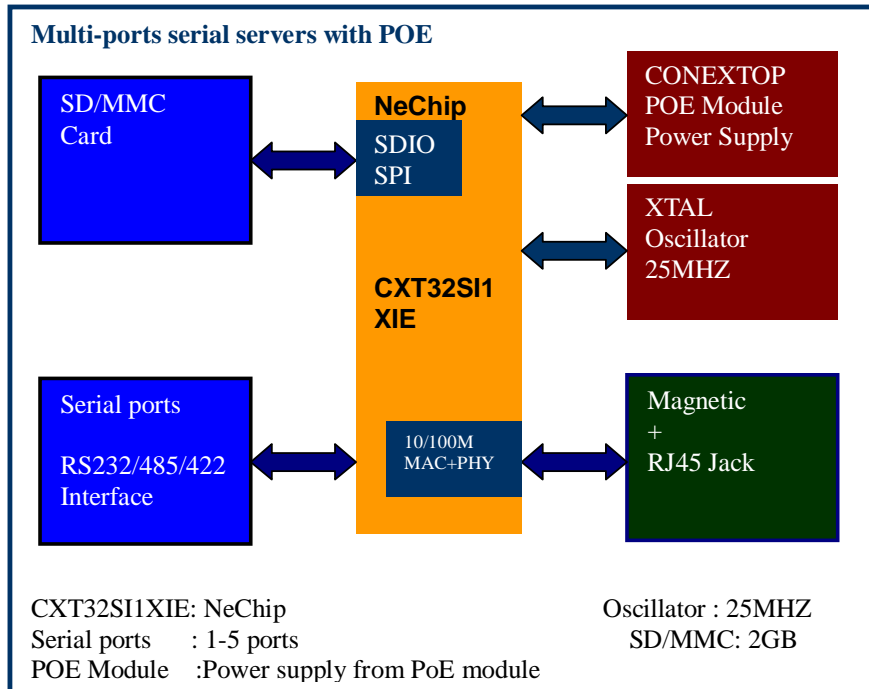 Multi-ports serial servers with POE
SD/MMC
Card
NeChip
SDIO
SPI
CONEXTOP
POE Module
Power Supply
XTAL
Oscillator
25MHZ
CXT32SI1
XIE
Serial ports
RS232/485/422
Interface
10/100M
MAC+PHY
Magnetic
+
RJ45 Jack
CXT32SI1XIE: NeChip
Serial ports : 1-5 ports
POE Module :Power supply from PoE module
Oscillator : 25MHZ
SD/MMC: 2GB